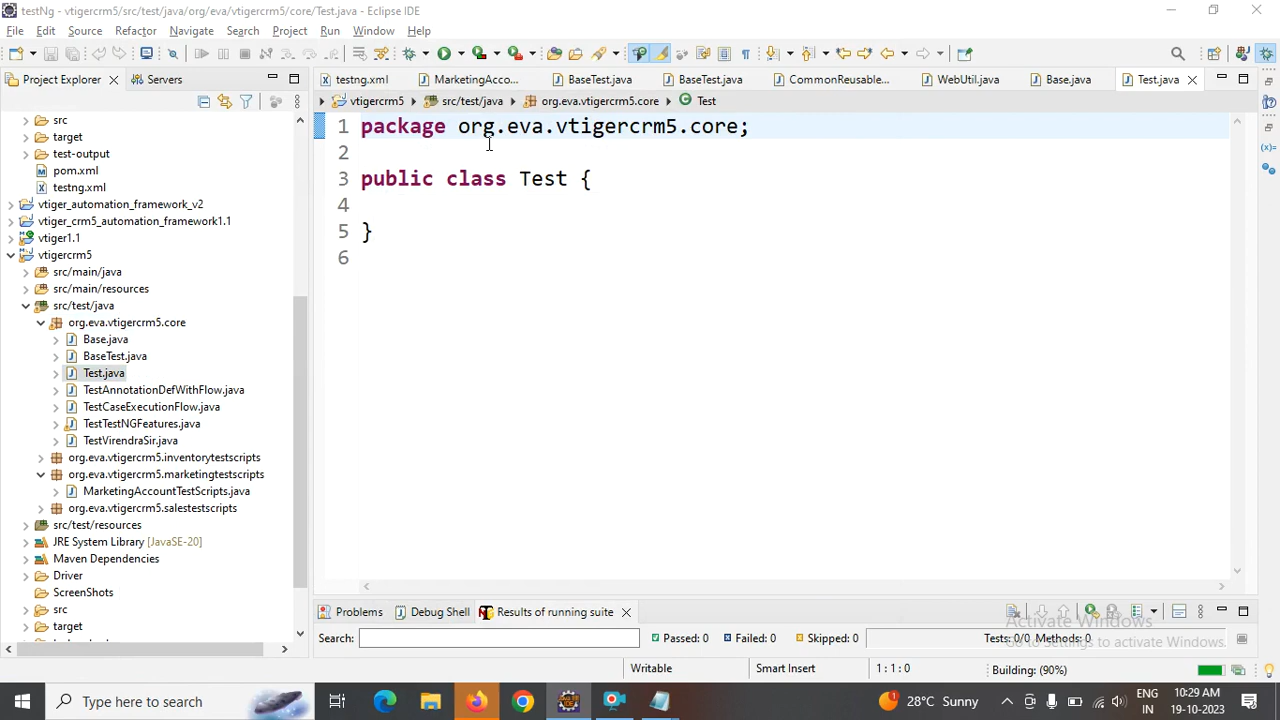 testNg - vtigercrm5/src/test/java/org/eva/vtigercrm5/core/Test.java - Eclipse IDE
File Edit Source Refactor Navigate Search Project Run Window Help
Project Explorer Servers
testng.xml MarketingAcco... BaseTest.java BaseTest.java CommonReusable... WebUtil.java Base.java Test.java
vtigercrm5 src/test/java org.eva.vtigercrm5.core Test
src
target
test-output
pom.xml
testng.xml
vtiger_automation_framework_v2
vtiger_crm5_automation_framework1.1
vtiger1.1
vtigercrm5
src/main/java
src/main/resources
src/test/java
org.eva.vtigercrm5.core
Base.java
BaseTest.java
Test.java
TestAnnotationDefWithFlow.java
TestCaseExecutionFlow.java
TestTestNGFeatures.java
TestVirendraSir.java
org.eva.vtigercrm5.inventorytestscripts
org.eva.vtigercrm5.marketingtestscripts
MarketingAccountTestScripts.java
org.eva.vtigercrm5.salestestscripts
src/test/resources
JRE System Library [JavaSE-20]
Maven Dependencies
Driver
ScreenShots
src
target
1 package org.eva.vtigercrm5.core;
2
3 public class Test {
4
5 }
6
Problems Debug Shell Results of running suite
Search: Passed: 0 Failed: 0 Skipped: 0 Tests: 0/0 Methods: 0
Activate Windows
Go to Settings to activate Windows.
Writable Smart Insert 1 : 1 : 0 Building: (90%)
Type here to search
28°C Sunny
ENG
IN
10:29 AM
19-10-2023